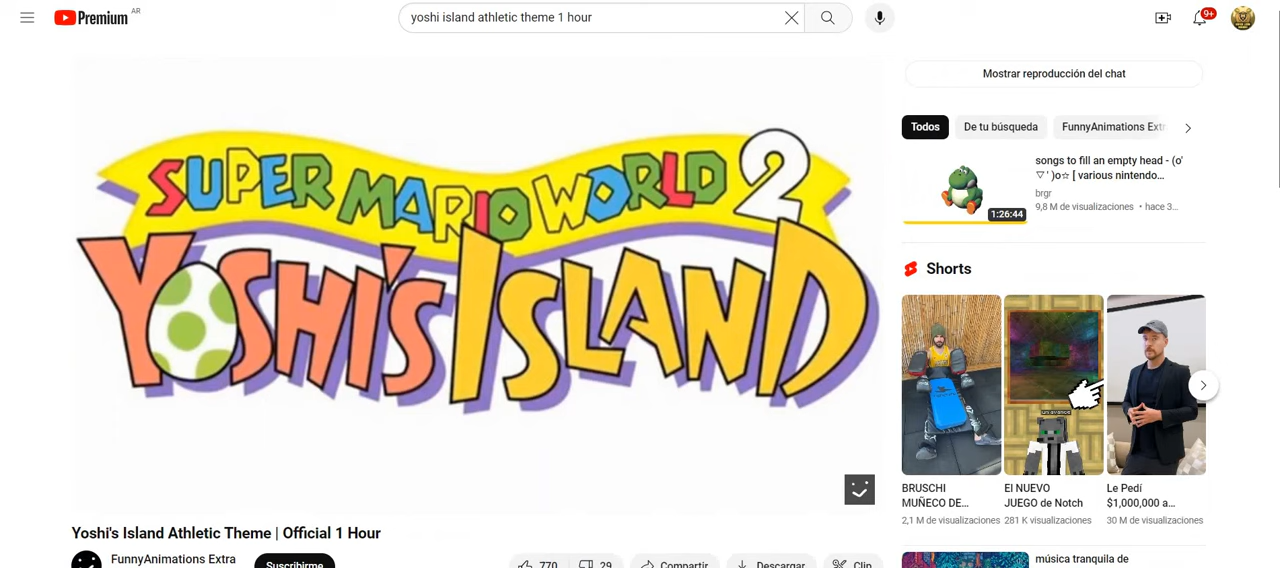 Premium AR
yoshi island athletic theme 1 hour
9+
SUPER MARIO WORLD 2
YOSHI'S ISLAND
Yoshi's Island Athletic Theme | Official 1 Hour
FunnyAnimations Extra
Suscribirme
770
29
Compartir
Descargar
Clip
Mostrar reproducción del chat
Todos
De tu búsqueda
FunnyAnimations Extr
songs to fill an empty head - (o'
▽ ' )o☆ [ various nintendo…
brgr
9,8 M de visualizaciones • hace 3...
1:26:44
Shorts
un avance
BRUSCHI
MUÑECO DE...
2,1 M de visualizaciones
El NUEVO
JUEGO de Notch
281 K visualizaciones
Le Pedí
$1,000,000 a...
30 M de visualizaciones
música tranquila de